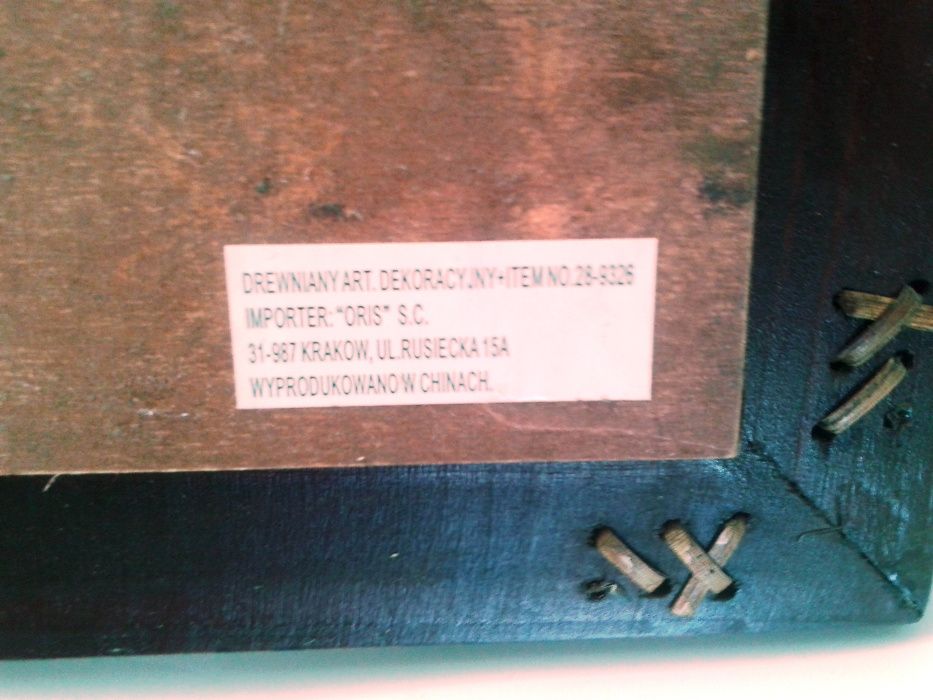 DREWNIANY ART. DEKORACYJNY+ITEM NO.28-9326
IMPORTER: "ORIS" S.C.
31-987 KRAKOW, UL.RUSIECKA 15A
WYPRODUKOWANO W CHINACH.